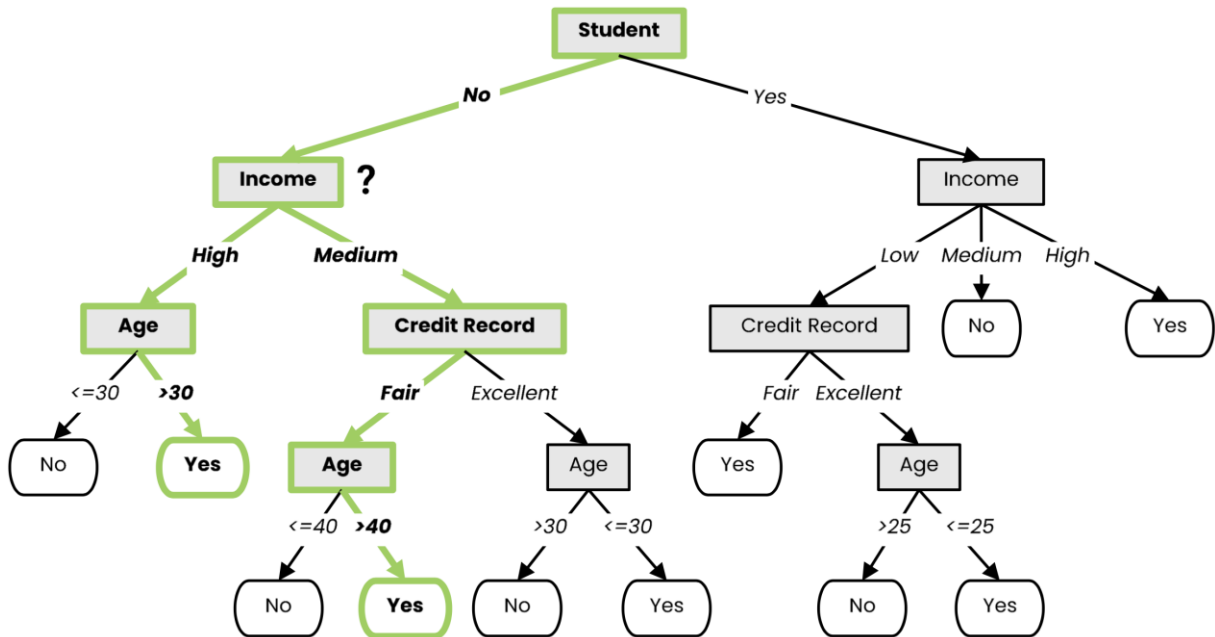 Student
No
Yes
Income
?
Income
High
Medium
Low
Medium
High
Age
Credit Record
Credit Record
No
Yes
<=30
>30
Fair
Excellent
Fair
Excellent
No
Yes
Age
Age
Yes
Age
<=40
>40
>30
<=30
>25
<=25
No
Yes
No
Yes
No
Yes